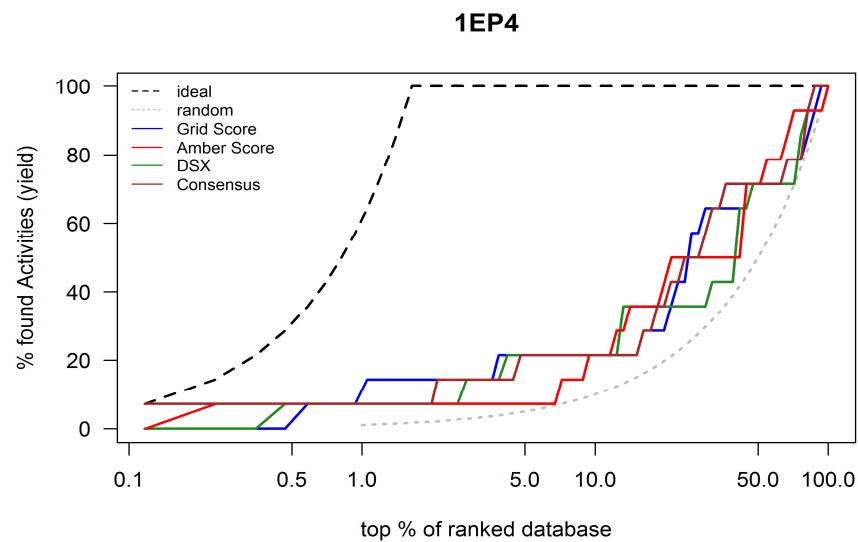 1EP4
% found Activities (yield)
100
80
60
40
20
0
ideal
random
Grid Score
Amber Score
DSX
Consensus
0.1 0.5 1.0 5.0 10.0 50.0 100.0
top % of ranked database